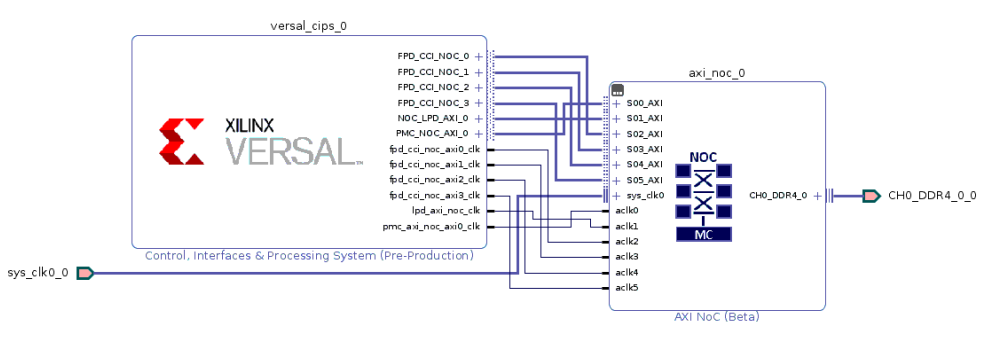 versal_cips_0
FPD_CCI_NOC_0
FPD_CCI_NOC_1
FPD_CCI_NOC_2
FPD_CCI_NOC_3
NOC_LPD_AXI_0
PMC_NOC_AXI_0
fpd_cci_noc_axi0_clk
fpd_cci_noc_axi1_clk
fpd_cci_noc_axi2_clk
fpd_cci_noc_axi3_clk
lpd_axi_noc_clk
pmc_axi_noc_axi0_clk
XILINX
VERSAL™
Control, Interfaces & Processing System (Pre-Production)
sys_clk0_0
axi_noc_0
S00_AXI
S01_AXI
S02_AXI
S03_AXI
S04_AXI
S05_AXI
sys_clk0
aclk0
aclk1
aclk2
aclk3
aclk4
aclk5
NOC
MC
CH0_DDR4_0
AXI NoC (Beta)
CH0_DDR4_0_0